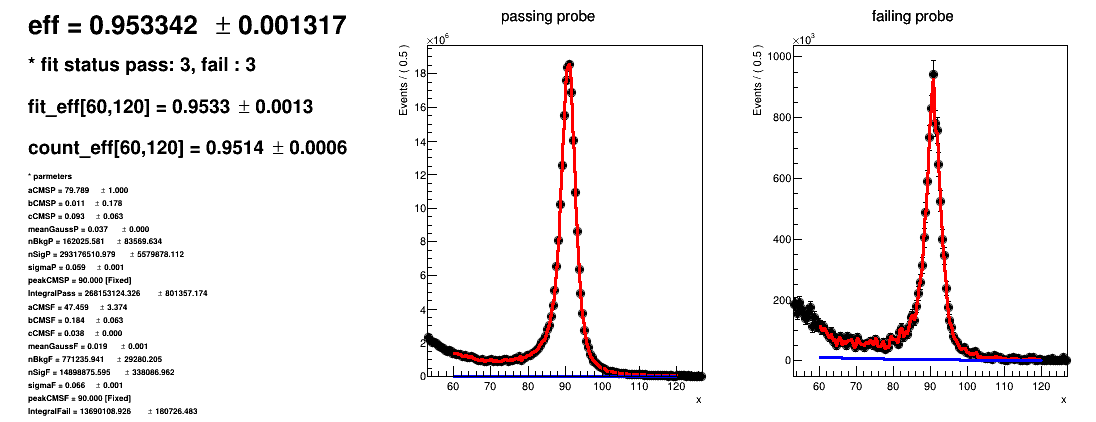 eff = 0.953342 ± 0.001317
* fit status pass: 3, fail : 3
fit_eff[60,120] = 0.9533 ± 0.0013
count_eff[60,120] = 0.9514 ± 0.0006
* parmeters
aCMSP = 79.789 ± 1.000
bCMSP = 0.011 ± 0.178
cCMSP = 0.093 ± 0.063
meanGaussP = 0.037 ± 0.000
nBkgP = 162025.581 ± 83569.634
nSigP = 293176510.979 ± 5579878.112
sigmaP = 0.059 ± 0.001
peakCMSP = 90.000 [Fixed]
IntegralPass = 268153124.326 ± 801357.174
aCMSF = 47.459 ± 3.374
bCMSF = 0.184 ± 0.063
cCMSF = 0.038 ± 0.000
meanGaussF = 0.019 ± 0.001
nBkgF = 771235.941 ± 29280.205
nSigF = 14898875.595 ± 338086.962
sigmaF = 0.066 ± 0.001
peakCMSF = 90.000 [Fixed]
IntegralFail = 13690108.926 ± 180726.483
passing probe
×10⁶
Events / ( 0.5 )
18
16
14
12
10
8
6
4
2
0
60 70 80 90 100 110 120
x
failing probe
×10³
Events / ( 0.5 )
1000
800
600
400
200
0
60 70 80 90 100 110 120
x